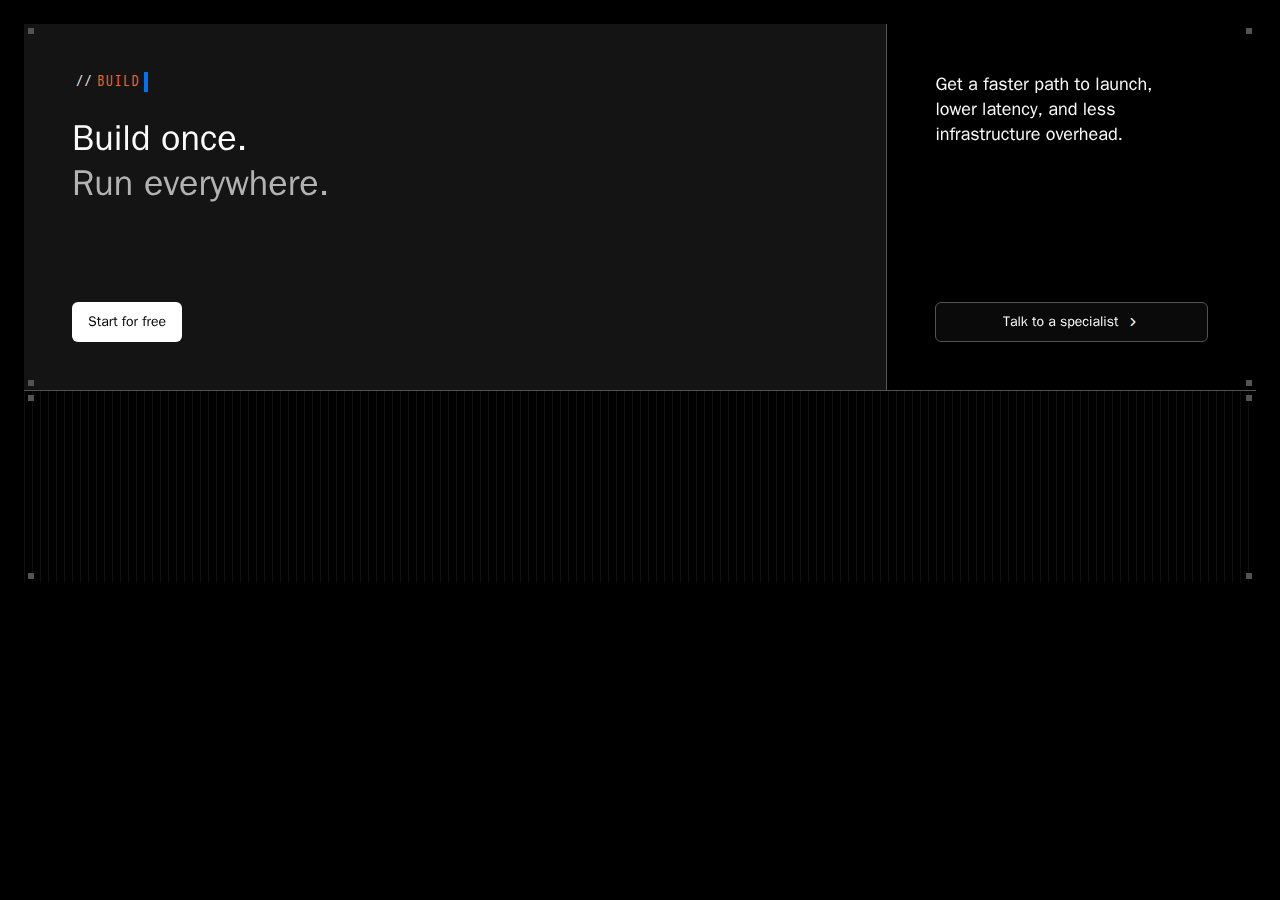 // BUILD
Build once.
Run everywhere.
Start for free
Get a faster path to launch,
lower latency, and less
infrastructure overhead.
Talk to a specialist